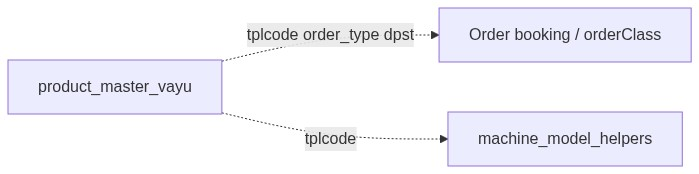 tplcode order_type dpst
Order booking / orderClass
product_master_vayu
tplcode
machine_model_helpers